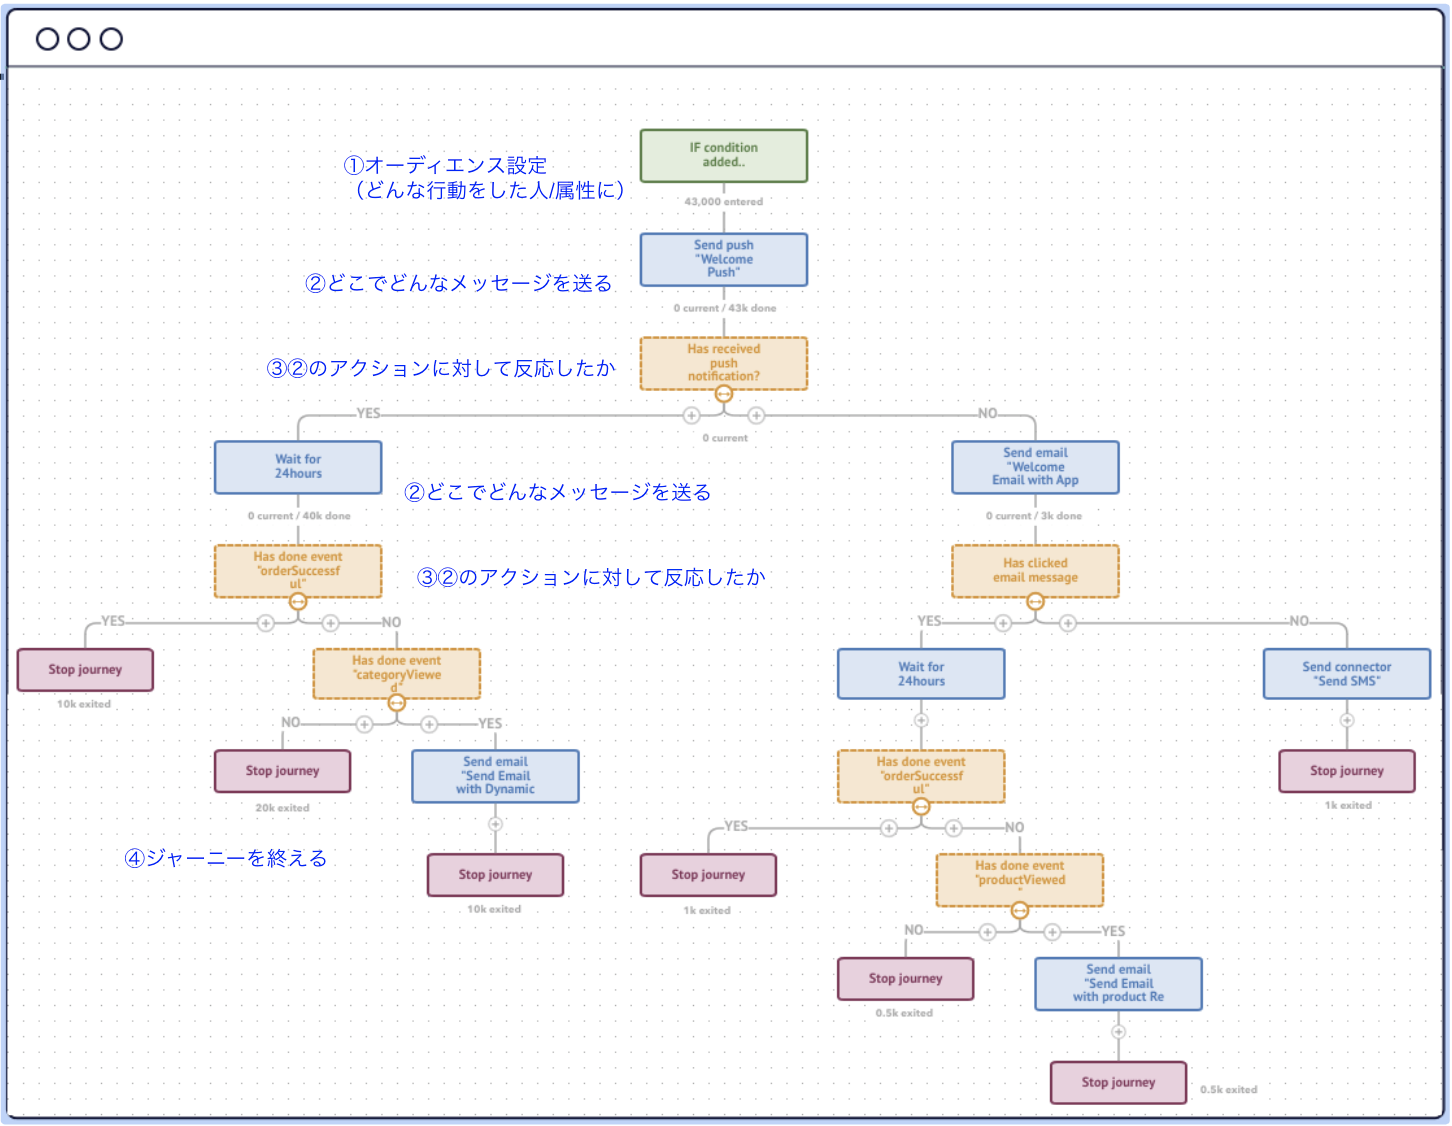 IF condition
added..
①オーディエンス設定
（どんな行動をした人/属性に）
43,000 entered
Send push
"Welcome
Push"
②どこでどんなメッセージを送る
0 current / 43k done
Has received
push
notification?
③②のアクションに対して反応したか
YES
NO
0 current
Wait for
24hours
Send email
"Welcome
Email with App
②どこでどんなメッセージを送る
0 current / 40k done
0 current / 3k done
Has done event
"orderSuccessf
ul"
③②のアクションに対して反応したか
Has clicked
email message
YES
NO
YES
NO
Stop journey
10k exited
Has done event
"categoryViewe
d"
Wait for
24hours
Send connector
"Send SMS"
NO
YES
Stop journey
20k exited
Send email
"Send Email
with Dynamic
Has done event
"orderSuccessf
ul"
Stop journey
1k exited
YES
NO
④ジャーニーを終える
Stop journey
10k exited
Stop journey
1k exited
Has done event
"productViewed
"
NO
YES
Stop journey
0.5k exited
Send email
"Send Email
with product Re
Stop journey
0.5k exited